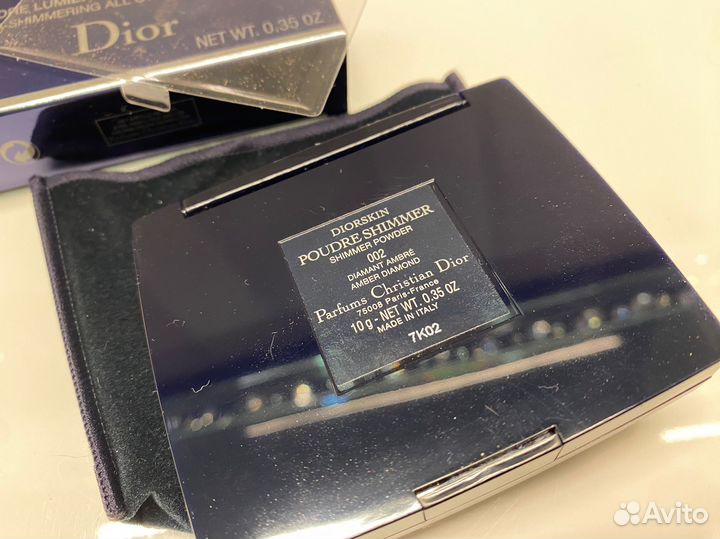 Dior
NET WT. 0.35 OZ
DIORSKIN
POUDRE SHIMMER
SHIMMER POWDER
002
DIAMANT AMBRÉ
AMBER DIAMOND
Parfums Christian Dior
75008 Paris-France
10 g - NET WT. 0.35 OZ
MADE IN ITALY
7K02
Avito